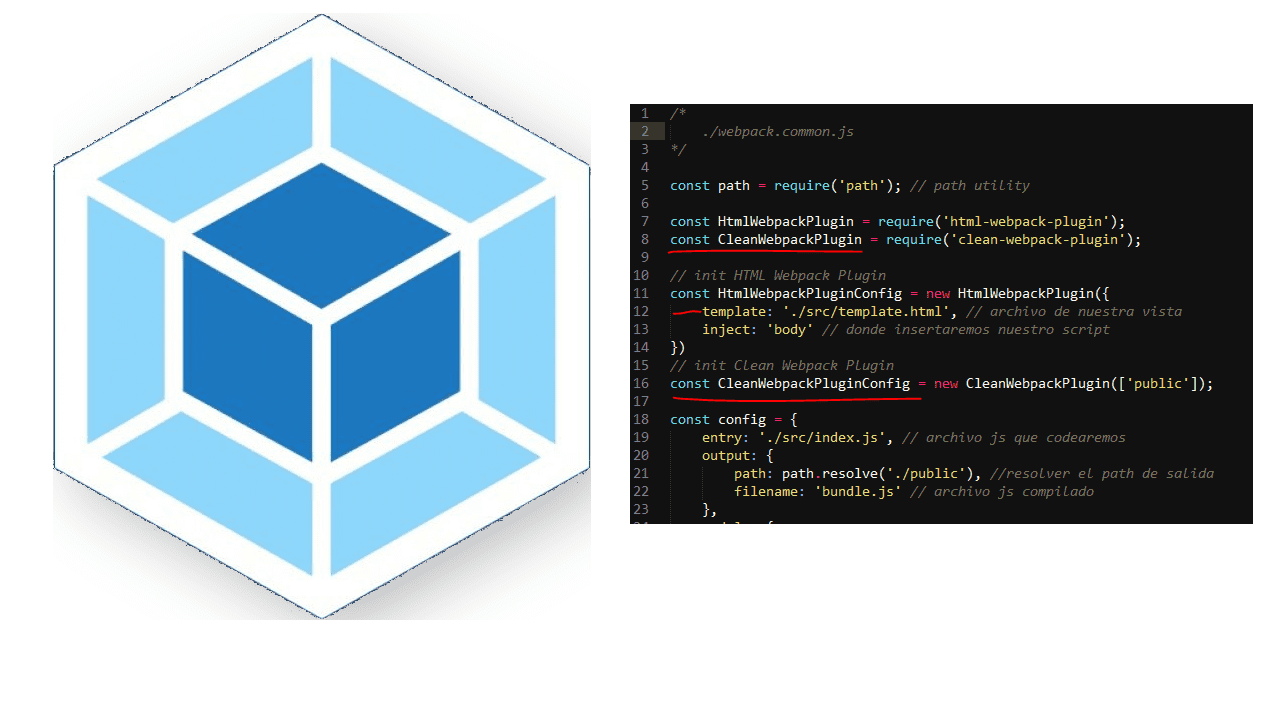 1 /*
2 ./webpack.common.js
3 */
4
5 const path = require('path'); // path utility
6
7 const HtmlWebpackPlugin = require('html-webpack-plugin');
8 const CleanWebpackPlugin = require('clean-webpack-plugin');
9
10 // init HTML Webpack Plugin
11 const HtmlWebpackPluginConfig = new HtmlWebpackPlugin({
12 template: './src/template.html', // archivo de nuestra vista
13 inject: 'body' // donde insertaremos nuestro script
14 })
15 // init Clean Webpack Plugin
16 const CleanWebpackPluginConfig = new CleanWebpackPlugin(['public']);
17
18 const config = {
19 entry: './src/index.js', // archivo js que codearemos
20 output: {
21 path: path.resolve('./public'), //resolver el path de salida
22 filename: 'bundle.js' // archivo js compilado
23 },